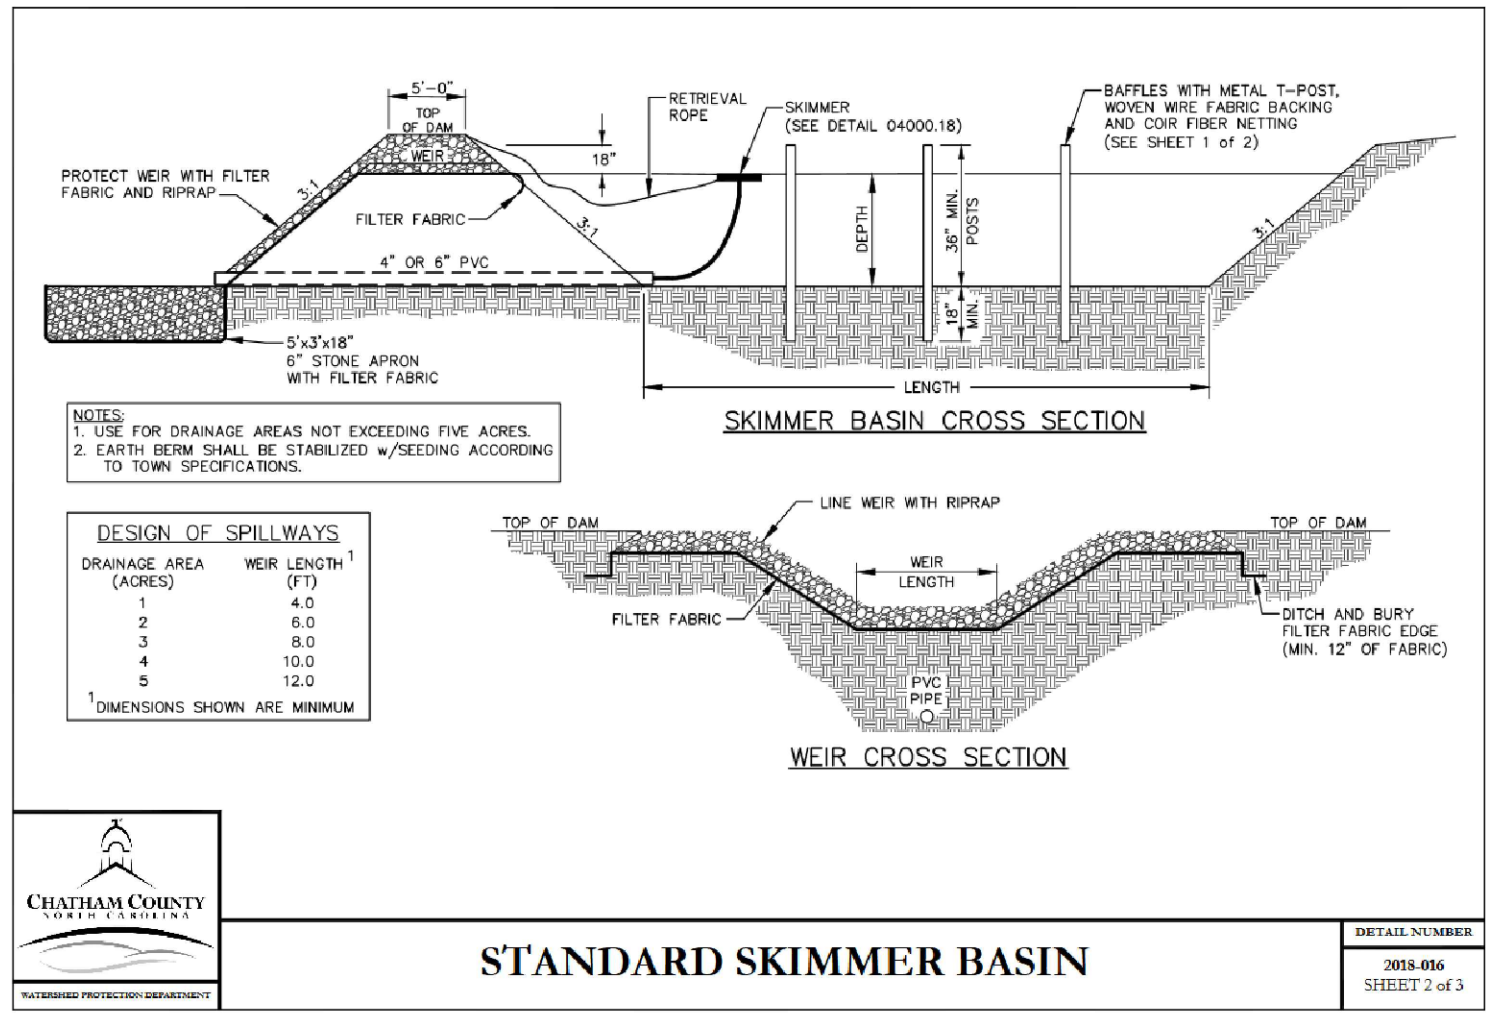 5'-0"
TOP
OF DAM
WEIR
18"
RETRIEVAL
ROPE
SKIMMER
(SEE DETAIL 04000.18)
BAFFLES WITH METAL T-POST,
WOVEN WIRE FABRIC BACKING
AND COIR FIBER NETTING
(SEE SHEET 1 of 2)
PROTECT WEIR WITH FILTER
FABRIC AND RIPRAP
3:1
FILTER FABRIC
3:1
DEPTH
36" MIN.
POSTS
3:1
4" OR 6" PVC
18"
MIN.
5'x3'x18"
6" STONE APRON
WITH FILTER FABRIC
LENGTH
SKIMMER BASIN CROSS SECTION
NOTES:
1. USE FOR DRAINAGE AREAS NOT EXCEEDING FIVE ACRES.
2. EARTH BERM SHALL BE STABILIZED w/SEEDING ACCORDING
TO TOWN SPECIFICATIONS.
DESIGN OF SPILLWAYS
DRAINAGE AREA WEIR LENGTH 1
(ACRES) (FT)
1 4.0
2 6.0
3 8.0
4 10.0
5 12.0
1 DIMENSIONS SHOWN ARE MINIMUM
LINE WEIR WITH RIPRAP
TOP OF DAM
TOP OF DAM
WEIR
LENGTH
FILTER FABRIC
DITCH AND BURY
FILTER FABRIC EDGE
(MIN. 12" OF FABRIC)
PVC
PIPE
WEIR CROSS SECTION
CHATHAM COUNTY
NORTH CAROLINA
WATERSHED PROTECTION DEPARTMENT
STANDARD SKIMMER BASIN
DETAIL NUMBER
2018-016
SHEET 2 of 3